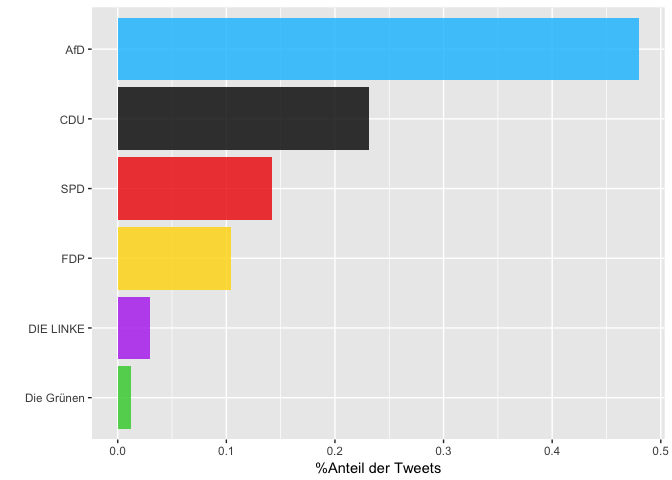 AfD
CDU
SPD
FDP
DIE LINKE
Die Grünen
0.0 0.1 0.2 0.3 0.4 0.5
%Anteil der Tweets